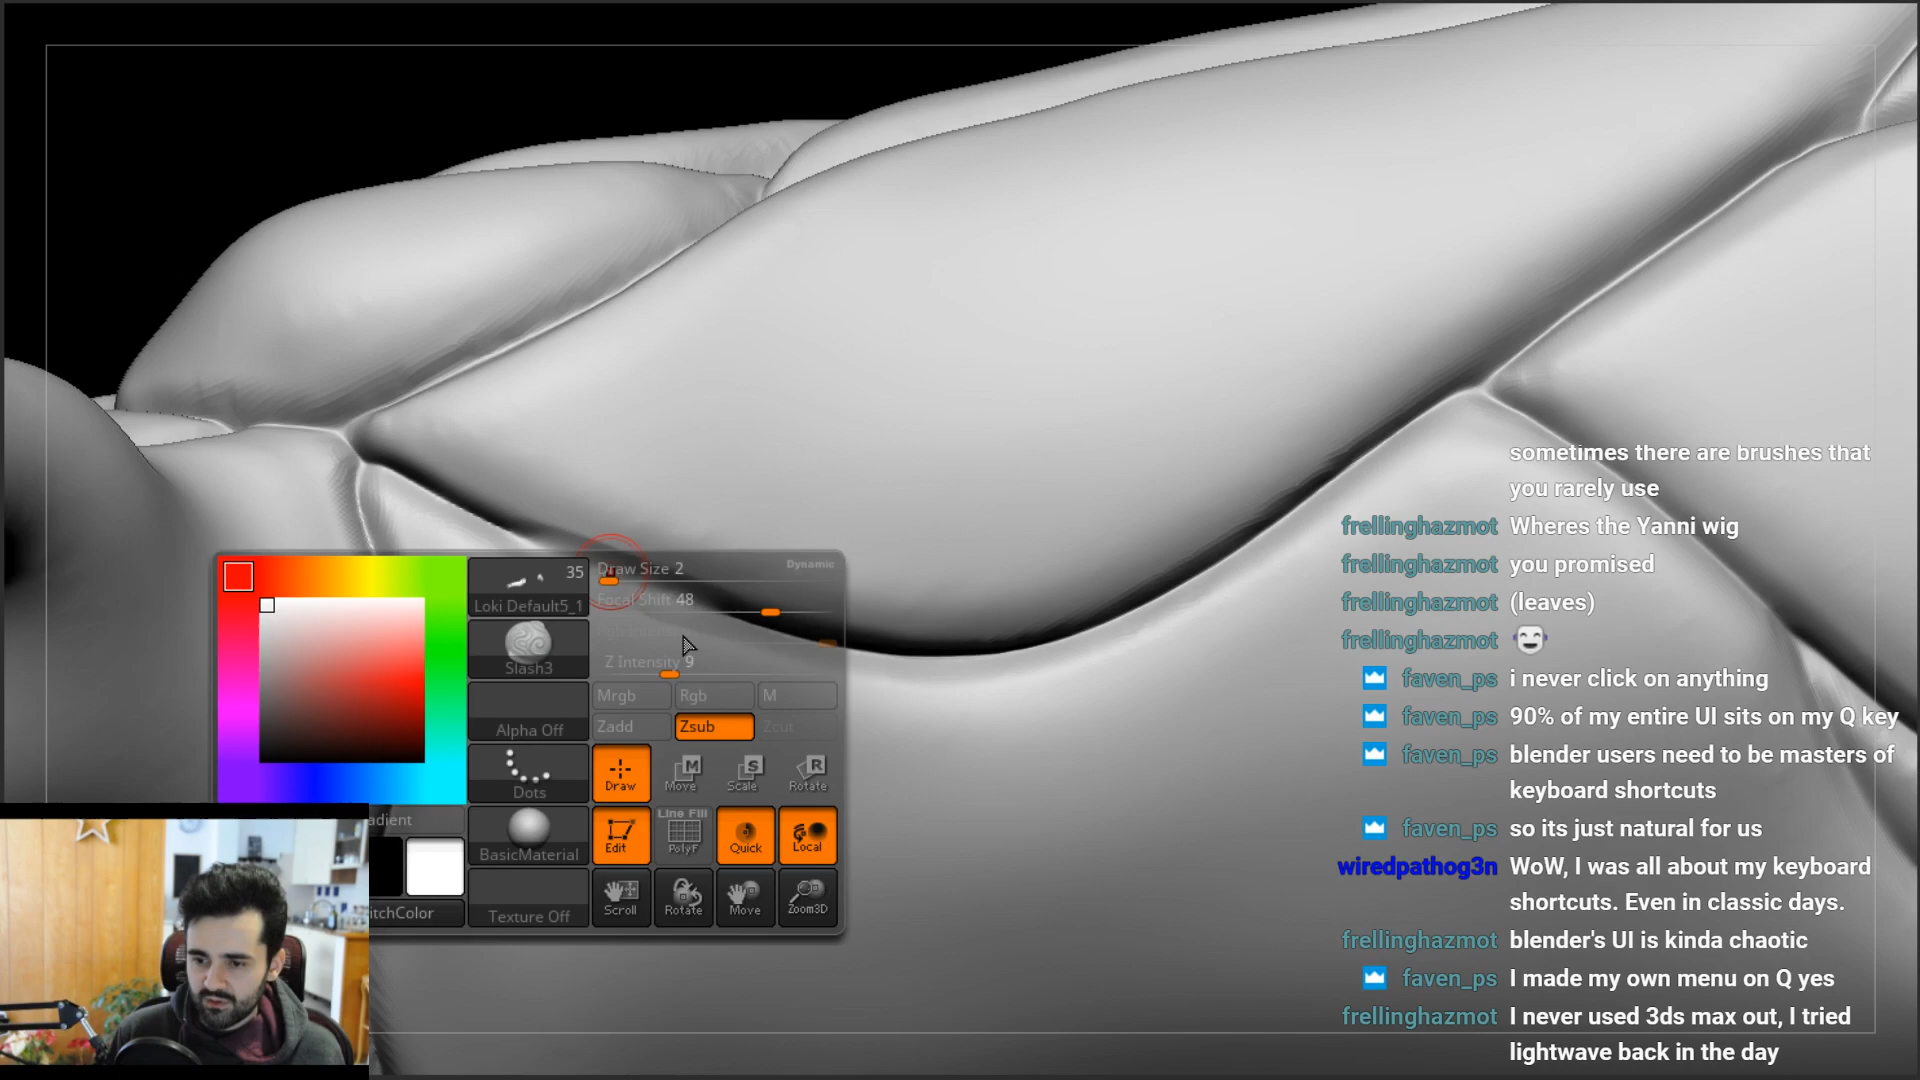 sometimes there are brushes that
you rarely use
frellinghazmot Wheres the Yanni wig
frellinghazmot you promised
frellinghazmot (leaves)
frellinghazmot
faven_ps i never click on anything
faven_ps 90% of my entire UI sits on my Q key
faven_ps blender users need to be masters of
keyboard shortcuts
faven_ps so its just natural for us
wiredpathog3n WoW, I was all about my keyboard
shortcuts. Even in classic days.
frellinghazmot blender's UI is kinda chaotic
faven_ps I made my own menu on Q yes
frellinghazmot I never used 3ds max out, I tried
lightwave back in the day
35
Loki Default5_1
Slash3
Alpha Off
Dots
BasicMaterial
Texture Off
Draw Size 2
Dynamic
Focal Shift 48
Z Intensity 9
Mrgb Rgb M
Zadd Zsub Zcut
Draw Move Scale Rotate
M S R
Line Fill
Edit PolyF Quick Local
Scroll Rotate Move Zoom3D
adient
itchColor